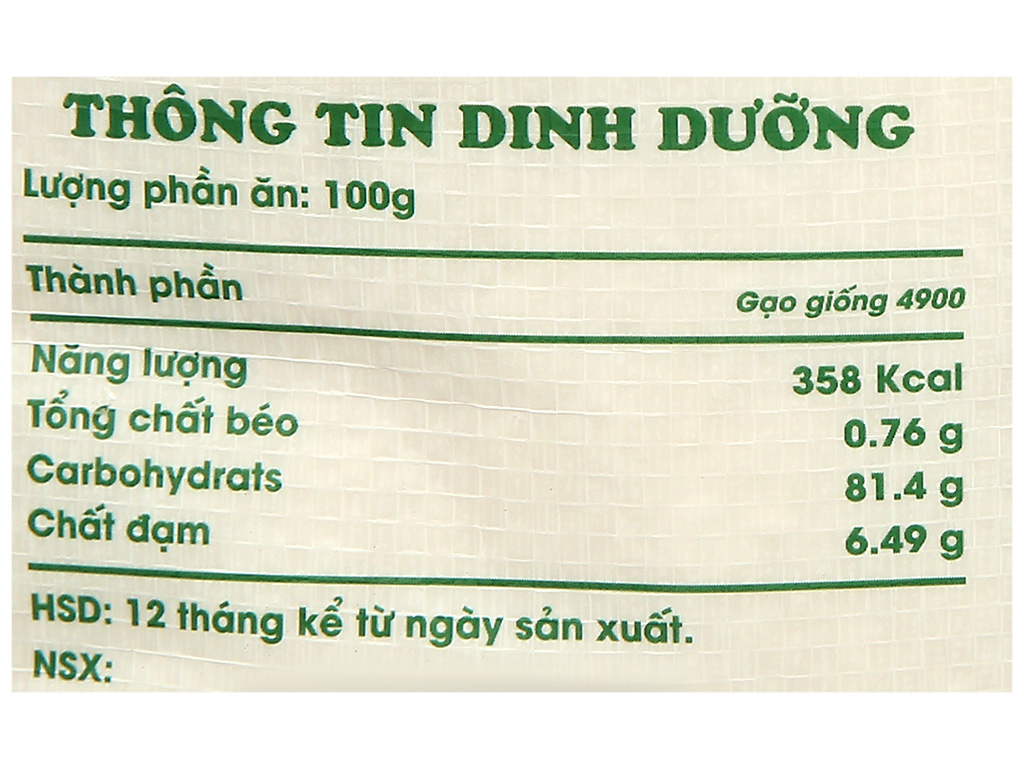 THÔNG TIN DINH DƯỠNG
Lượng phần ăn: 100g
Thành phần Gạo giống 4900
Năng lượng 358 Kcal
Tổng chất béo 0.76 g
Carbohydrats 81.4 g
Chất đạm 6.49 g
HSD: 12 tháng kể từ ngày sản xuất.
NSX: